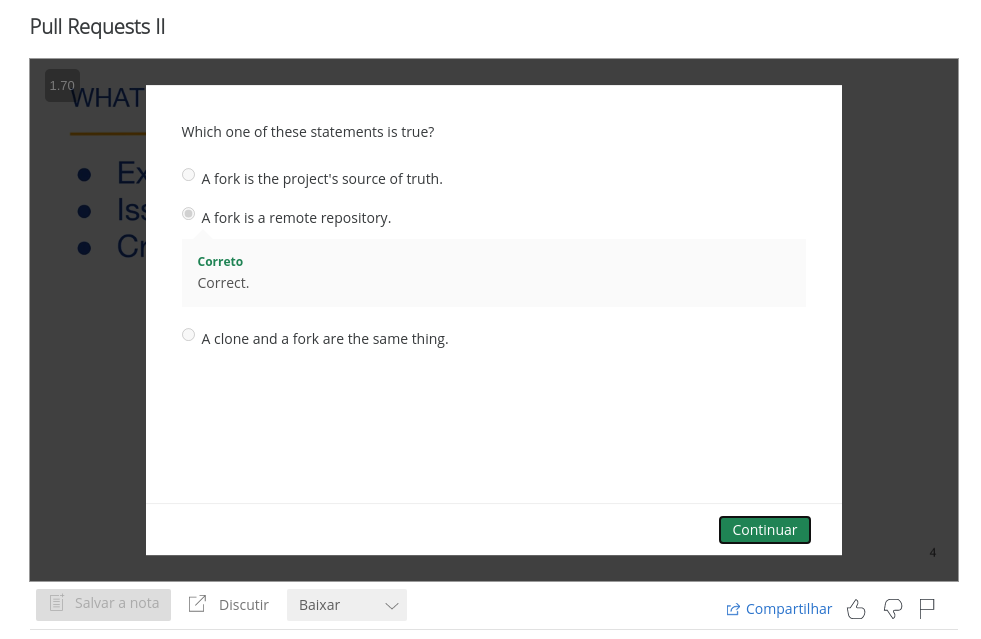 Pull Requests II
1.70
WHAT
Which one of these statements is true?
A fork is the project's source of truth.
Ex
Iss
A fork is a remote repository.
Cr
Correto
Correct.
A clone and a fork are the same thing.
Continuar
4
Salvar a nota
Discutir
Baixar
Compartilhar